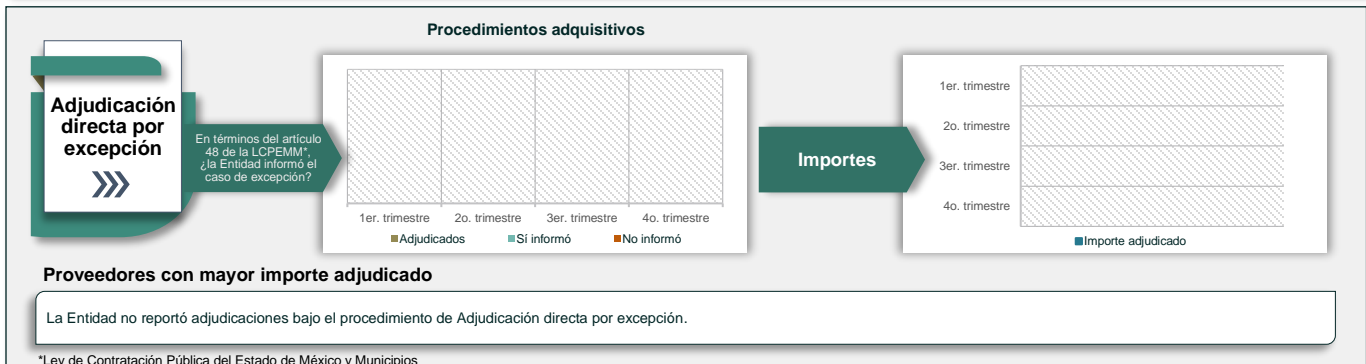 Procedimientos adquisitivos
Adjudicación
directa por
excepción
En términos del artículo
48 de la LCPEMM*,
¿la Entidad informó el
caso de excepción?
1er. trimestre 2o. trimestre 3er. trimestre 4o. trimestre
Adjudicados Sí informó No informó
Importes
1er. trimestre
2o. trimestre
3er. trimestre
4o. trimestre
Importe adjudicado
Proveedores con mayor importe adjudicado
La Entidad no reportó adjudicaciones bajo el procedimiento de Adjudicación directa por excepción.
*Ley de Contratación Pública del Estado de México y Municipios